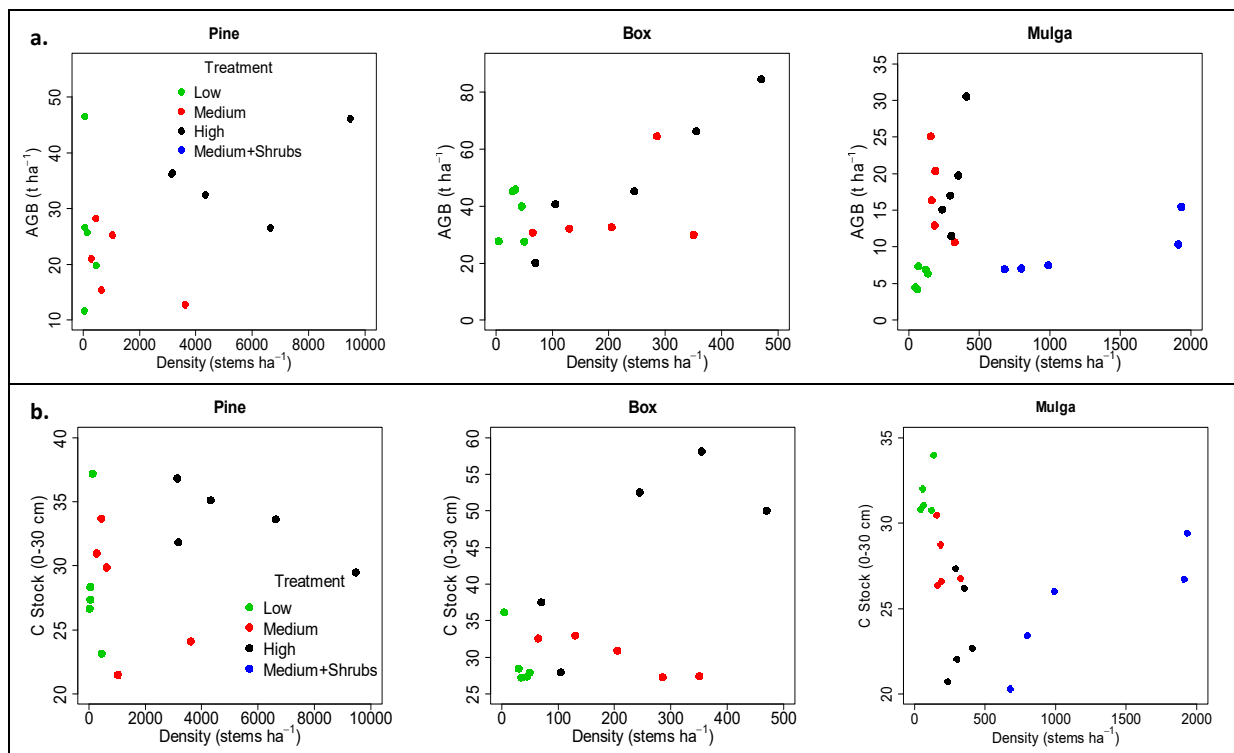 a.
Pine
Box
Mulga
Treatment
Low
Medium
High
Medium+Shrubs
AGB (t ha⁻¹)
10 20 30 40 50
0 2000 4000 6000 8000 10000
Density (stems ha⁻¹)
AGB (t ha⁻¹)
0 20 40 60 80
0 100 200 300 400 500
Density (stems ha⁻¹)
AGB (t ha⁻¹)
0 5 10 15 20 25 30 35
0 500 1000 1500 2000
Density (stems ha⁻¹)
b.
Pine
Box
Mulga
C Stock (0-30 cm)
20 25 30 35 40
Treatment
Low
Medium
High
Medium+Shrubs
0 2000 4000 6000 8000 10000
Density (stems ha⁻¹)
C Stock (0-30 cm)
25 30 35 40 45 50 55 60
0 100 200 300 400 500
Density (stems ha⁻¹)
C Stock (0-30 cm)
20 25 30 35
0 500 1000 1500 2000
Density (stems ha⁻¹)